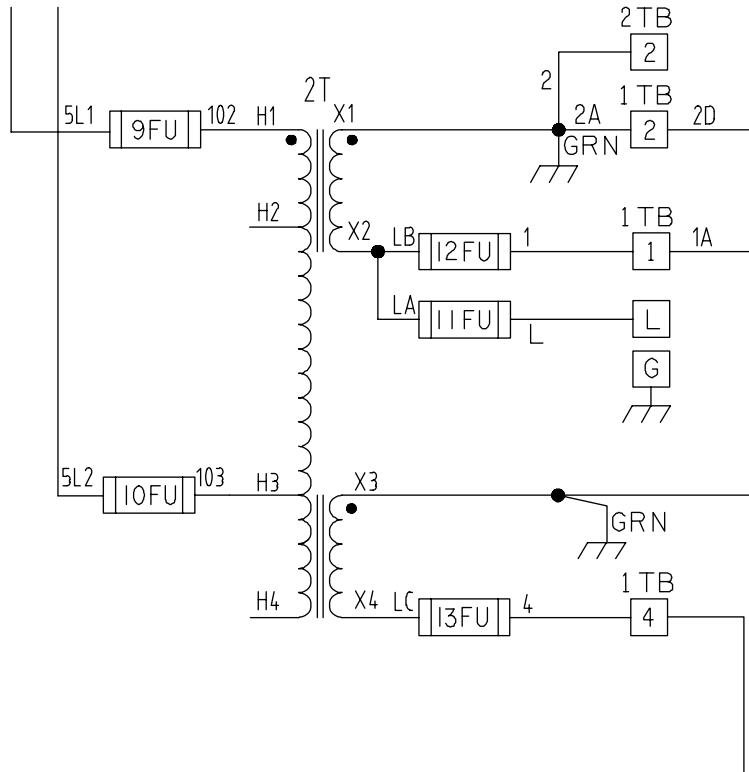 2TB
2
2T
2
1TB
5L1
9FU
102
H1
X1
2A
2
2D
GRN
H2
X2
LB
12FU
1
1TB
1
1A
LA
11FU
L
L
G
5L2
10FU
103
H3
X3
GRN
H4
X4
LC
13FU
4
1TB
4